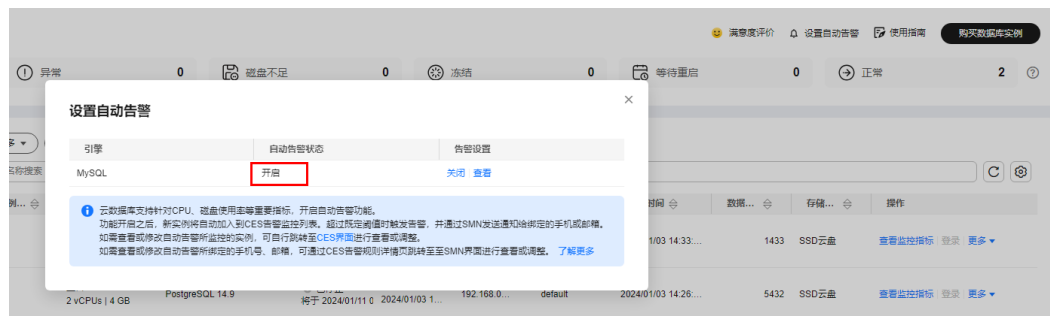 满意度评价 设置自动告警 使用指南 购买数据库实例
异常 0 磁盘不足 0 冻结 0 等待重启 0 正常 2
设置自动告警
引擎 自动告警状态 告警设置
MySQL 开启 关闭 查看
名称搜索
云数据库支持针对CPU、磁盘使用率等重要指标，开启自动告警功能。
功能开启之后，新实例将自动加入到CES告警监控列表。超过既定阈值时触发告警，并通过SMN发送通知给绑定的手机或邮箱。
如需查看或修改自动告警所监控的实例，可自行跳转至CES界面进行查看或调整。
如需查看或修改自动告警所绑定的手机号、邮箱，可通过CES告警规则详情页跳转至至SMN界面进行查看或调整。 了解更多
例... 时间 数据... 存储... 操作
1/03 14:33:... 1433 SSD云盘 查看监控指标 登录 更多
2 vCPUs | 4 GB PostgreSQL 14.9 将于 2024/01/11 0 2024/01/03 1... 192.168.0... default 2024/01/03 14:26:... 5432 SSD云盘 查看监控指标 登录 更多